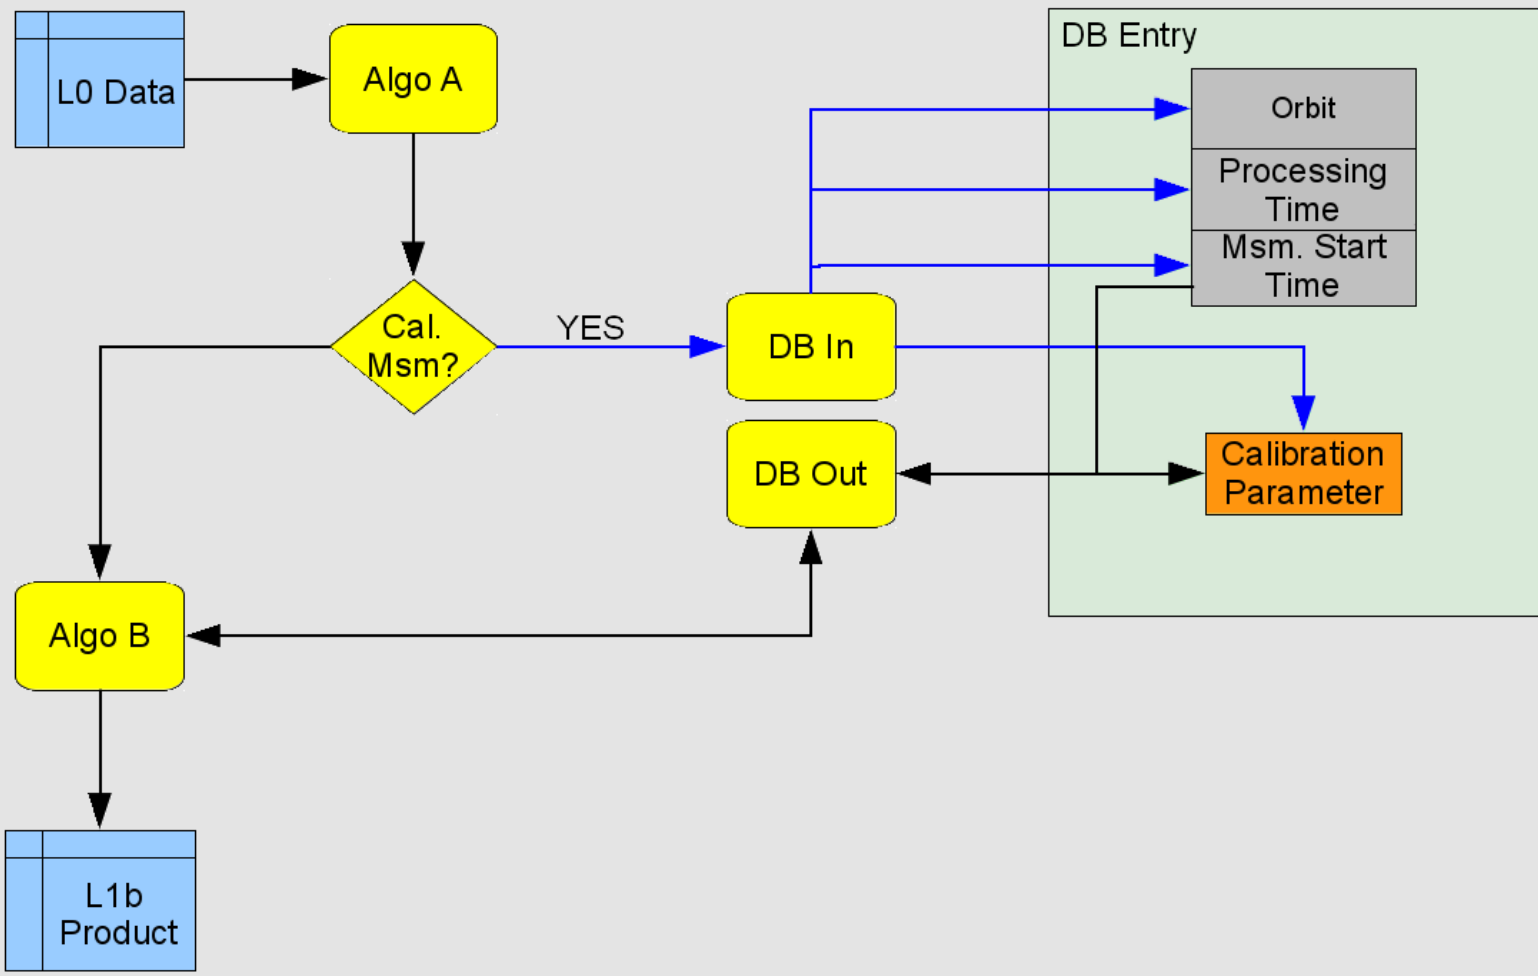 L0 Data
Algo A
DB Entry
Orbit
Processing
Time
Msm. Start
Time
Cal.
Msm?
YES
DB In
DB Out
Calibration
Parameter
Algo B
L1b
Product